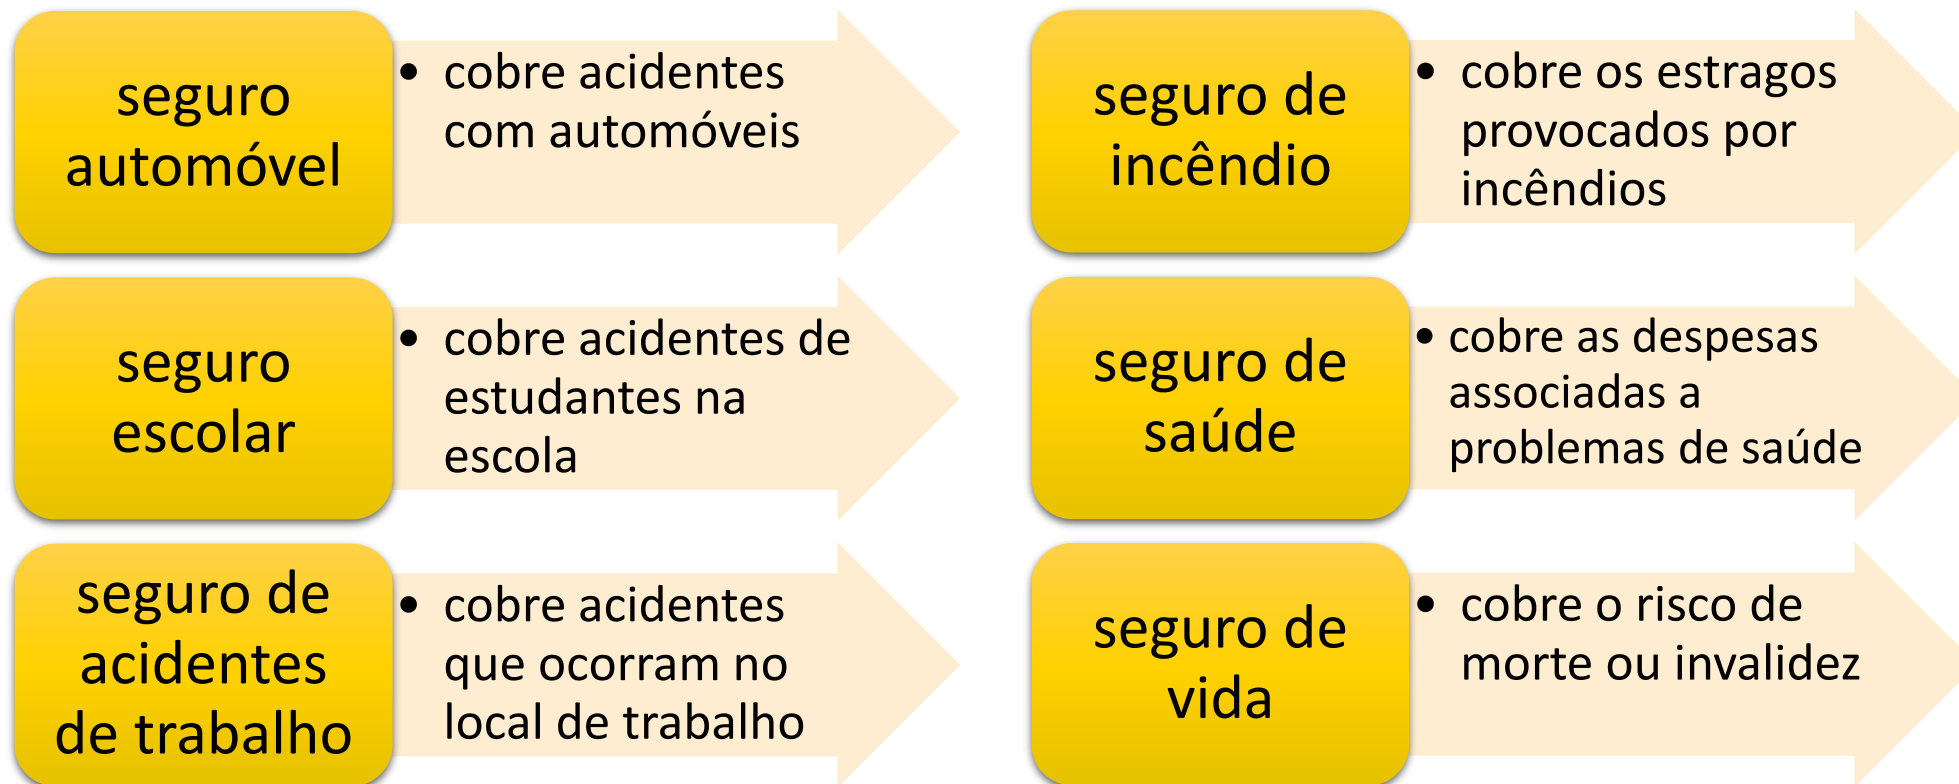 seguro
automóvel
• cobre acidentes
com automóveis
seguro de
incêndio
• cobre os estragos
provocados por
incêndios
seguro
escolar
• cobre acidentes de
estudantes na
escola
seguro de
saúde
• cobre as despesas
associadas a
problemas de saúde
seguro de
acidentes
de trabalho
• cobre acidentes
que ocorram no
local de trabalho
seguro de
vida
• cobre o risco de
morte ou invalidez